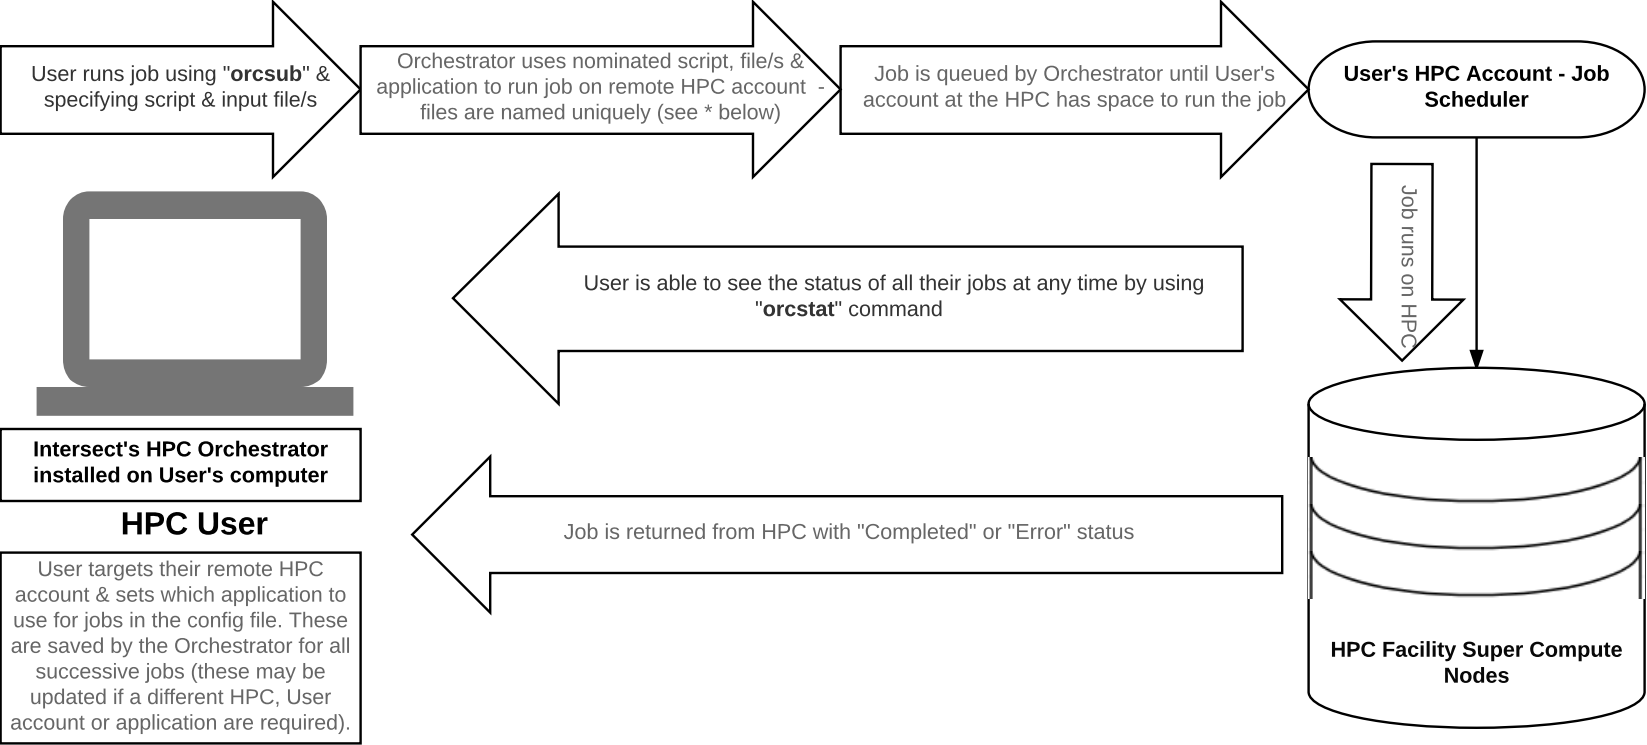 User runs job using "orcsub" &
specifying script & input file/s
Orchestrator uses nominated script, file/s &
application to run job on remote HPC account -
files are named uniquely (see * below)
Job is queued by Orchestrator until User's
account at the HPC has space to run the job
User's HPC Account - Job
Scheduler
Job runs on HPC
User is able to see the status of all their jobs at any time by using
"orcstat" command
Intersect's HPC Orchestrator
installed on User's computer
HPC User
Job is returned from HPC with "Completed" or "Error" status
User targets their remote HPC
account & sets which application to
use for jobs in the config file. These
are saved by the Orchestrator for all
successive jobs (these may be
updated if a different HPC, User
account or application are required).
HPC Facility Super Compute
Nodes